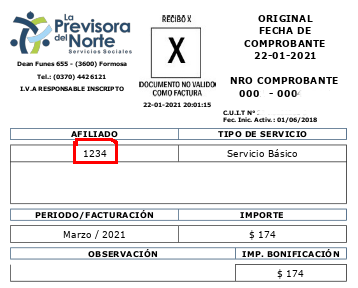 La
Previsora
del Norte
Servicios Sociales
Dean Funes 655 - (3600) Formosa
Tel.: (0370) 4426121
I.V.A RESPONSABLE INSCRIPTO
RECIBO X
X
DOCUMENTO NO VALIDO
COMO FACTURA
22-01-2021 20:01:15
ORIGINAL
FECHA DE
COMPROBANTE
22-01-2021
NRO COMPROBANTE
000 - 000
C.U.I.T N°:
Fec. Inic. Activ.: 01/06/2018
AFILIADO TIPO DE SERVICIO
1234 Servicio Básico
PERIODO/FACTURACIÓN IMPORTE
Marzo / 2021 $ 174
OBSERVACIÓN IMP. BONIFICACIÓN
$ 174